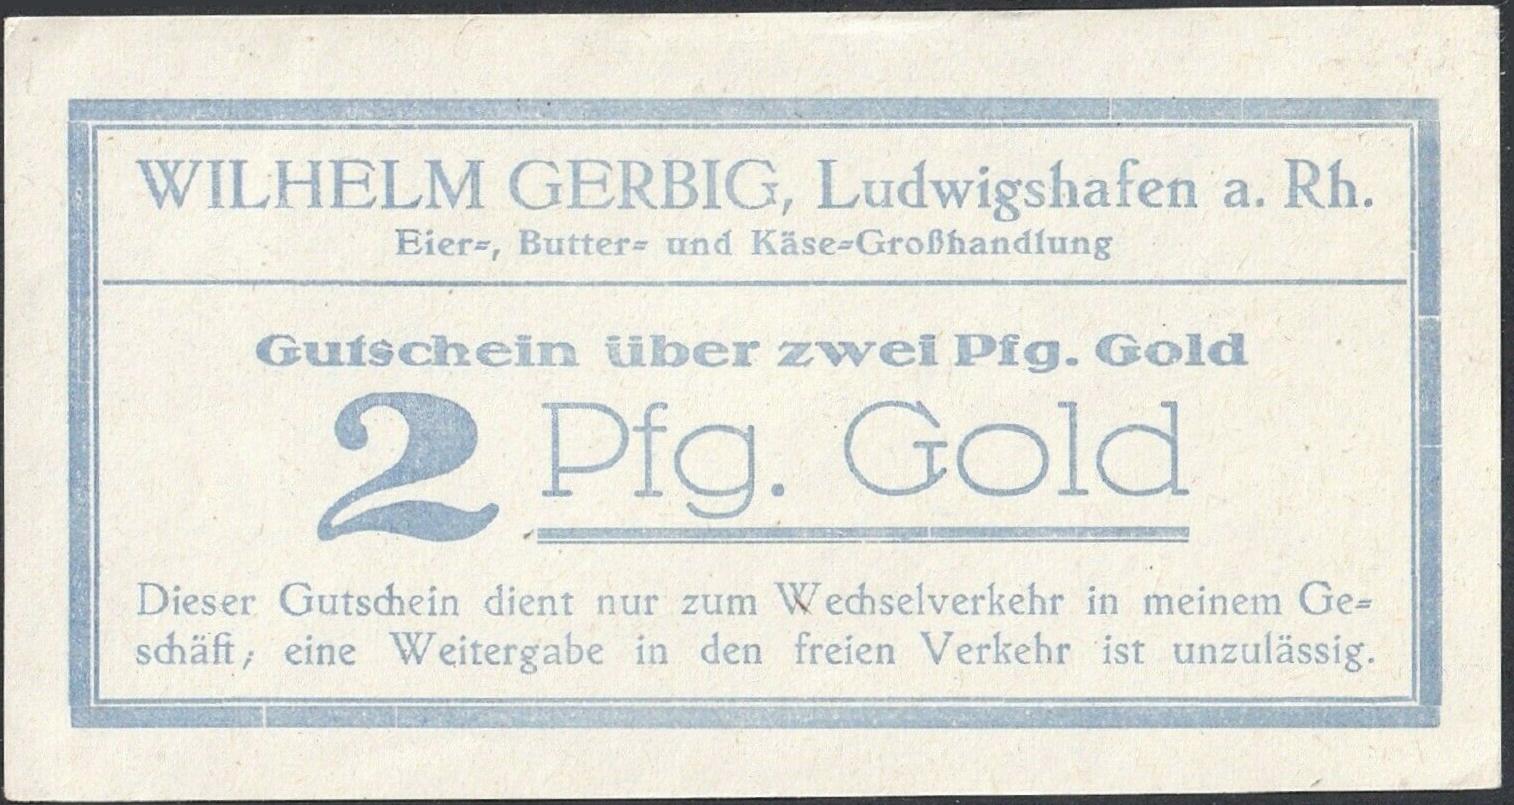 WILHELM GERBIG, Ludwigshafen a. Rh.
Eier-, Butter- und Käse-Großhandlung
Gutschein über zwei Pfg. Gold
2 Pfg. Gold
Dieser Gutschein dient nur zum Wechselverkehr in meinem Ge-
schäft; eine Weitergabe in den freien Verkehr ist unzulässig.